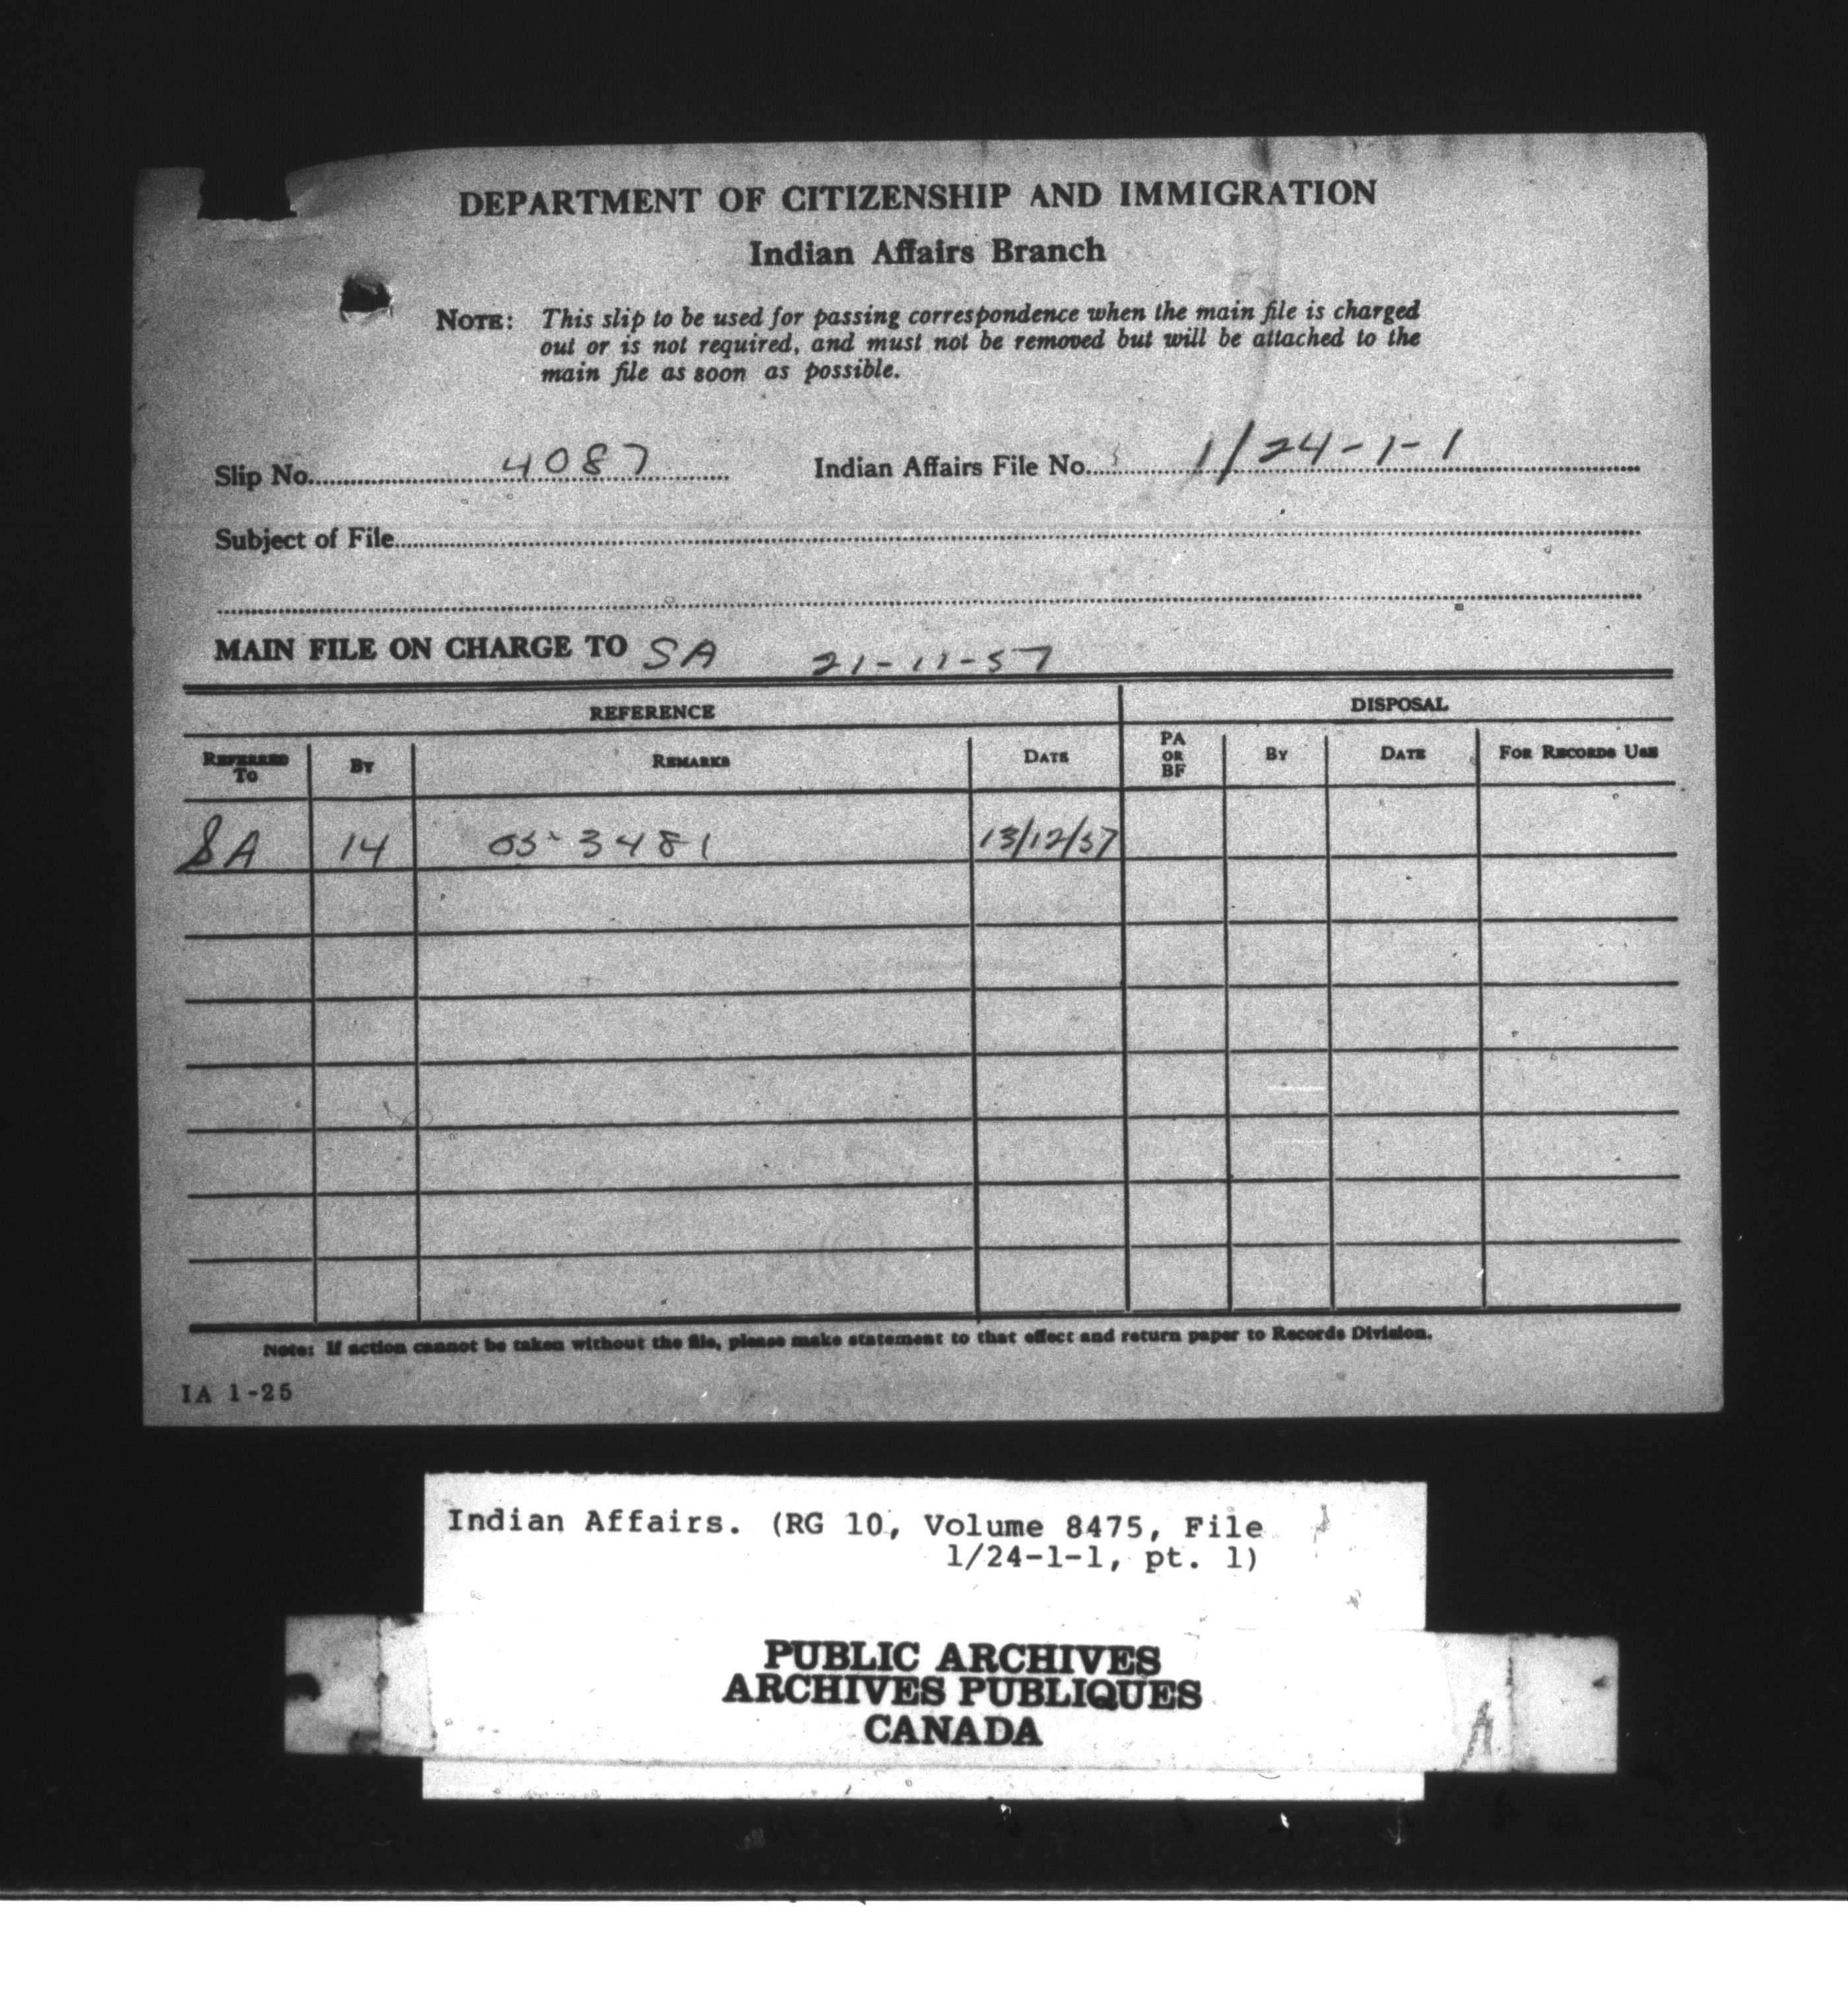 DEPARTMENT OF CITIZENSHIP AND IMMIGRATION
Indian Affairs Branch
NOTE: This slip to be used for passing correspondence when the main file is charged
out or is not required, and must not be removed but will be attached to the
main file as soon as possible.
Slip No. 4087 Indian Affairs File No. 1/24-1-1
Subject of File
MAIN FILE ON CHARGE TO SA 21-11-57
REFERENCE DISPOSAL
REFERRED TO BY REMARKS DATE PA OR BF BY DATE FOR RECORDS USE
SA 14 3481 13/12/57
Note: If action cannot be taken without the file, please make statement to that effect and return paper to Records Division.
IA 1-25
Indian Affairs. (RG 10, Volume 8475, File
1/24-1-1, pt. 1)
PUBLIC ARCHIVES
ARCHIVES PUBLIQUES
CANADA